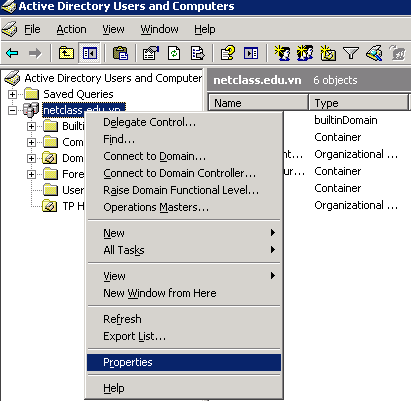 Active Directory Users and Computers
File Action View Window Help
Active Directory Users and Computer
netclass.edu.vn 6 objects
Saved Queries
netclass.edu.vn
Name Type
Builti
builtinDomain
Com
Container
Dom
nt... Organizational ...
Fore
ur... Container
User
Container
TP H
Organizational ...
Delegate Control...
Find...
Connect to Domain...
Connect to Domain Controller...
Raise Domain Functional Level...
Operations Masters...
New
All Tasks
View
New Window from Here
Refresh
Export List...
Properties
Help